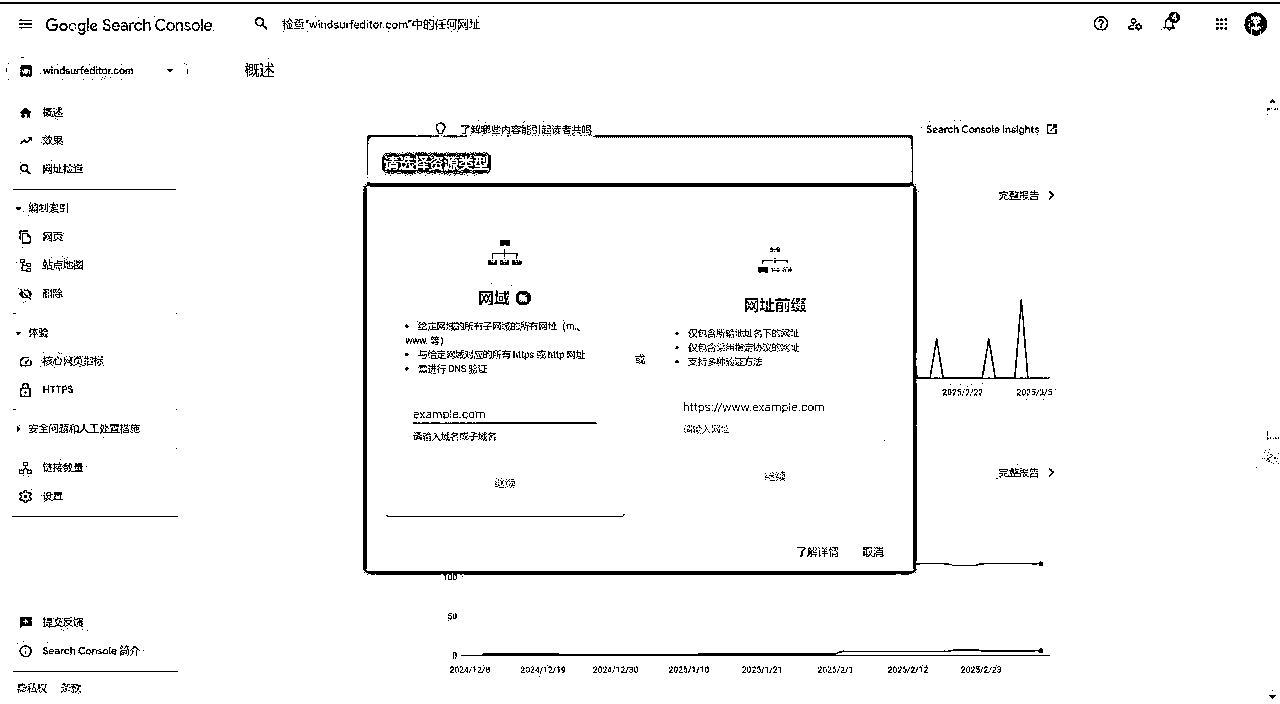 Google Search Console
检查"windsurfeditor.com"中的任何网址
4
windsurfeditor.com
概述
概述
效果
网址检查
编制索引
网页
站点地图
删除
体验
核心网页指标
HTTPS
安全问题和人工处置措施
链接数量
设置
提交反馈
Search Console 简介
隐私权 条款
了解哪些内容能引起读者共鸣
Search Console Insights
完整报告
请选择资源类型
网域
• 给定网域的所有子网域的所有网址（m.、
www. 等）
• 与给定网域对应的所有 https 或 http 网址
• 需进行 DNS 验证
example.com
请输入域名或子域名
继续
或
网址前缀
• 仅包含所输地址名下的网址
• 仅包含采用指定协议的网址
• 支持多种验证方法
https://www.example.com
请输入网址
继续
了解详情 取消
2025/2/22
完整报告
100
50
0
2024/12/8 2024/12/19 2024/12/30 2025/1/10 2025/1/21 2025/2/1 2025/2/12 2025/2/23